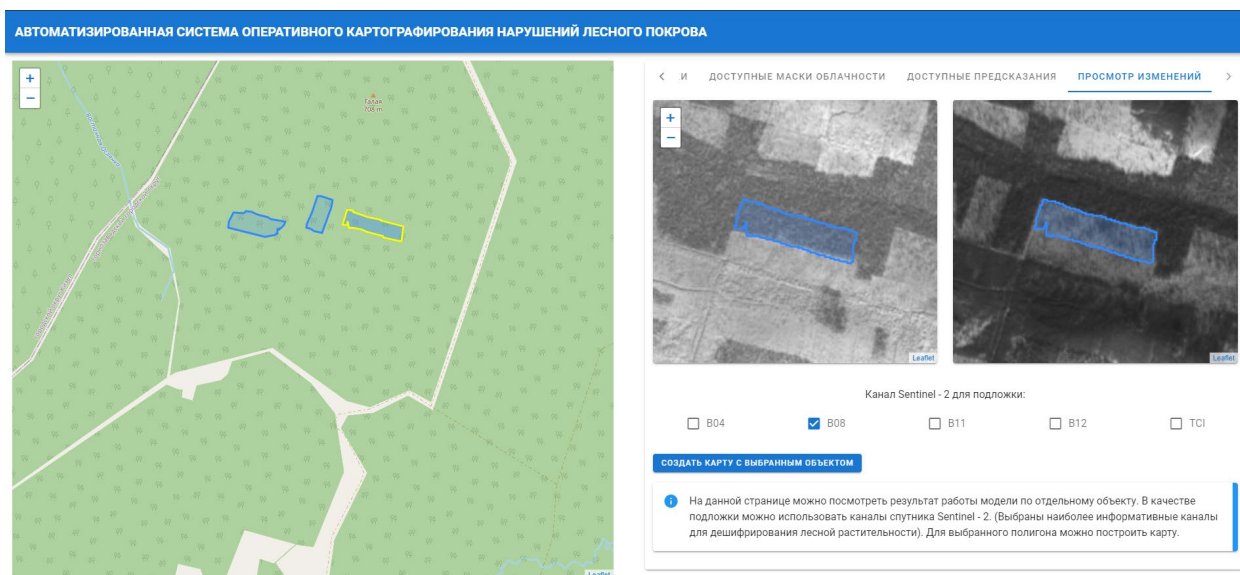 АВТОМАТИЗИРОВАННАЯ СИСТЕМА ОПЕРАТИВНОГО КАРТОГРАФИРОВАНИЯ НАРУШЕНИЙ ЛЕСНОГО ПОКРОВА
+
−
Талая
708 m
Leaflet
И ДОСТУПНЫЕ МАСКИ ОБЛАЧНОСТИ ДОСТУПНЫЕ ПРЕДСКАЗАНИЯ ПРОСМОТР ИЗМЕНЕНИЙ
+
−
Leaflet
Leaflet
Канал Sentinel - 2 для подложки:
B04 B08 B11 B12 TCI
СОЗДАТЬ КАРТУ С ВЫБРАННЫМ ОБЪЕКТОМ
На данной странице можно посмотреть результат работы модели по отдельному объекту. В качестве
подложки можно использовать каналы спутника Sentinel - 2. (Выбраны наиболее информативные каналы
для дешифрирования лесной растительности). Для выбранного полигона можно построить карту.